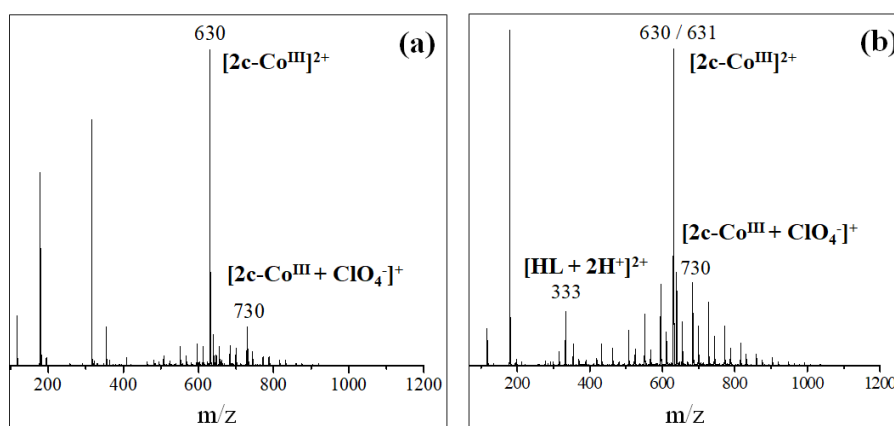 630
(a)
[2c-Co^III]^2+
[2c-Co^III + ClO4^-]^+
730
200
400
600
800
1000
1200
m/z
630 / 631
(b)
[2c-Co^III]^2+
[2c-Co^III + ClO4^-]^+
[HL + 2H^+]^2+
730
333
200
400
600
800
1000
1200
m/z